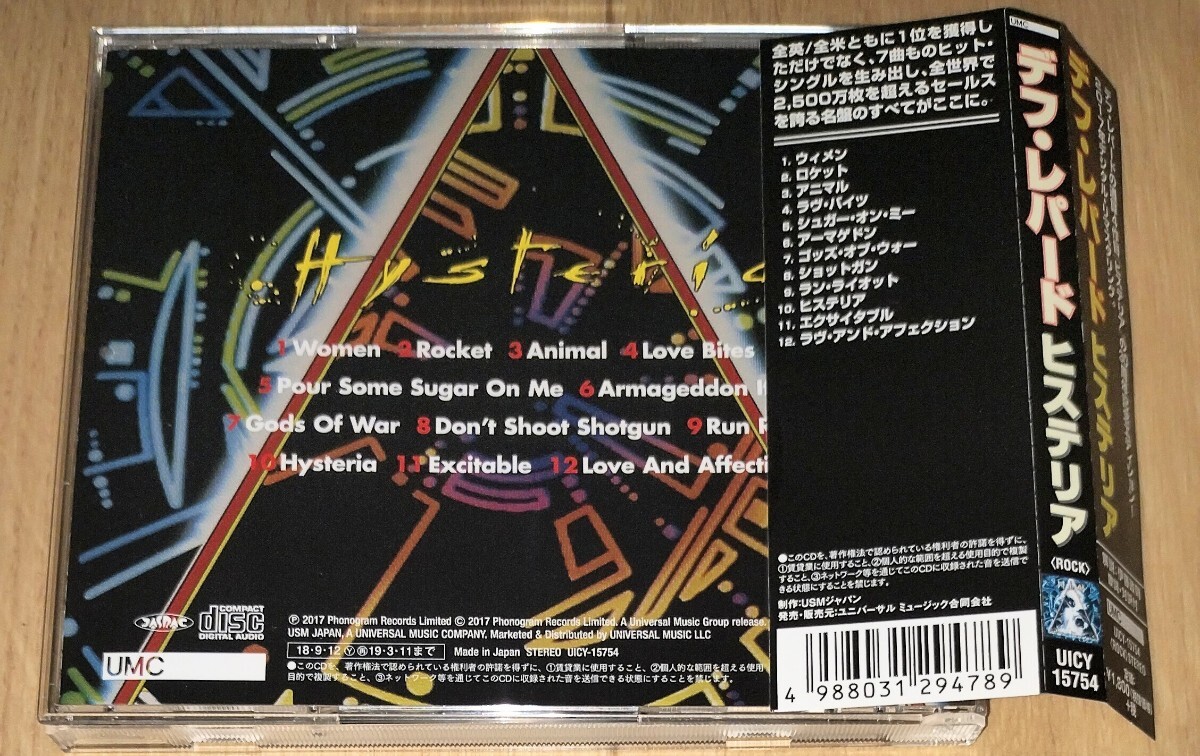 Hysteri
1 Women 2 Rocket 3 Animal 4 Love Bites
5 Pour Some Sugar On Me 6 Armageddon I
7 Gods Of War 8 Don't Shoot Shotgun 9 Run R
10 Hysteria 11 Excitable 12 Love And Affecti
JASRAC
COMPACT
disc
DIGITAL AUDIO
Ⓟ 2017 Phonogram Records Limited © 2017 Phonogram Records Limited. A Universal Music Group release.
USM JAPAN, A UNIVERSAL MUSIC COMPANY. Marketed & Distributed by UNIVERSAL MUSIC LLC
18・9・12 Ⓨ 再 19・3・11まで
Made in Japan STEREO UICY-15754
●このCDを、著作権法で認められている権利者の許諾を得ずに、①賃貸業に使用すること、②個人的な範囲を超える使用
目的で複製すること、③ネットワーク等を通じてこのCDに収録された音を送信できる状態にすることを禁じます。
UMC
全英/全米ともに1位を獲得し
ただけでなく、7曲ものヒット・
シングルを生み出し、全世界で
2,500万枚を超えるセールス
を誇る名盤のすべてがここに。
1. ウィメン
2. ロケット
3. アニマル
4. ラヴ・バイツ
5. シュガー・オン・ミー
6. アーマゲドン
7. ゴッズ・オブ・ウォー
8. ショットガン
9. ラン・ライオット
10. ヒステリア
11. エクサイタブル
12. ラヴ・アンド・アフェクション
●このCDを、著作権法で認められている権利者の許諾を得ずに、
①賃貸業に使用すること、②個人的な範囲を超える使用目的で複製
すること、③ネットワーク等を通じてこのCDに収録された音を送信で
きる状態にすることを禁じます。
制作:USMジャパン
発売・販売元:ユニバーサル ミュージック合同会社
4 988031 294789
UMC
デフ・レパード ヒステリア
〈ROCK〉
UICY
15754